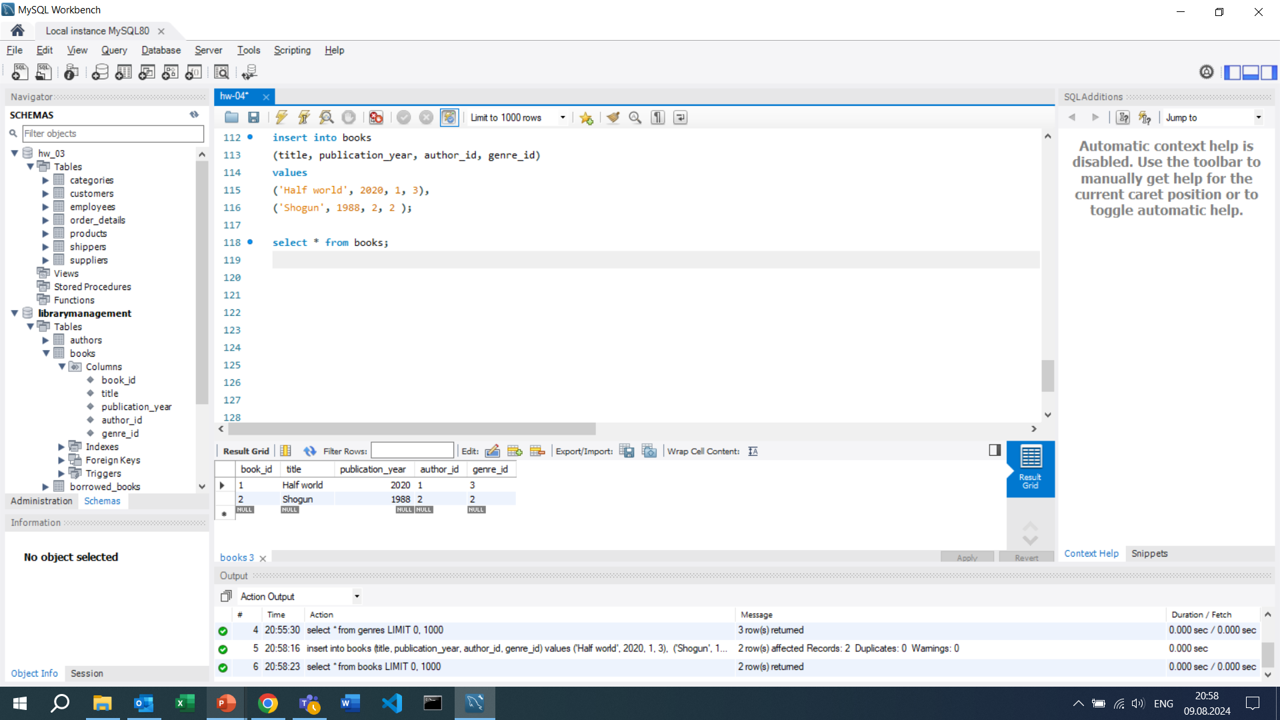 MySQL Workbench
Local instance MySQL80
File Edit View Query Database Server Tools Scripting Help
Navigator
SCHEMAS
Filter objects
hw_03
Tables
categories
customers
employees
order_details
products
shippers
suppliers
Views
Stored Procedures
Functions
librarymanagement
Tables
authors
books
Columns
book_id
title
publication_year
author_id
genre_id
Indexes
Foreign Keys
Triggers
borrowed_books
Administration Schemas
Information
No object selected
Object Info Session
hw-04*
Limit to 1000 rows
112 insert into books
113 (title, publication_year, author_id, genre_id)
114 values
115 ('Half world', 2020, 1, 3),
116 ('Shogun', 1988, 2, 2 );
117
118 select * from books;
119
120
121
122
123
124
125
126
127
128
Result Grid Filter Rows: Edit: Export/Import: Wrap Cell Content:
book_id title publication_year author_id genre_id
1 Half world 2020 1 3
2 Shogun 1988 2 2
NULL NULL NULL NULL NULL
Result
Grid
books 3
Apply Revert
Output
Action Output
# Time Action Message Duration / Fetch
4 20:55:30 select * from genres LIMIT 0, 1000 3 row(s) returned 0.000 sec / 0.000 sec
5 20:58:16 insert into books (title, publication_year, author_id, genre_id) values ('Half world', 2020, 1, 3), ('Shogun', 1... 2 row(s) affected Records: 2 Duplicates: 0 Warnings: 0 0.000 sec
6 20:58:23 select * from books LIMIT 0, 1000 2 row(s) returned 0.000 sec / 0.000 sec
SQLAdditions
Jump to
Automatic context help is
disabled. Use the toolbar to
manually get help for the
current caret position or to
toggle automatic help.
Context Help Snippets
ENG
20:58
09.08.2024